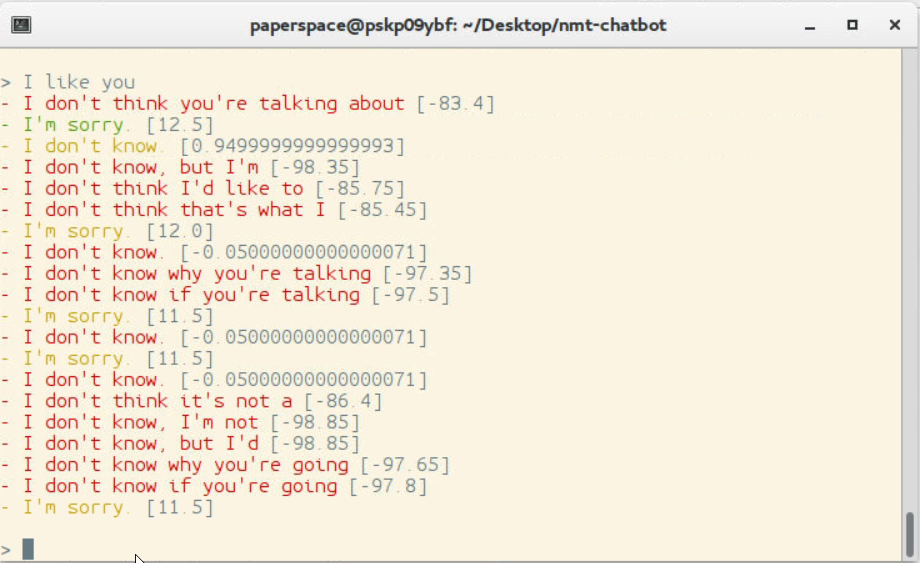 paperspace@pskp09ybf: ~/Desktop/nmt-chatbot
> I like you
- I don't think you're talking about [-83.4]
- I'm sorry. [12.5]
- I don't know. [0.9499999999999993]
- I don't know, but I'm [-98.35]
- I don't think I'd like to [-85.75]
- I don't think that's what I [-85.45]
- I'm sorry. [12.0]
- I don't know. [-0.05000000000000071]
- I don't know why you're talking [-97.35]
- I don't know if you're talking [-97.5]
- I'm sorry. [11.5]
- I don't know. [-0.05000000000000071]
- I'm sorry. [11.5]
- I don't know. [-0.05000000000000071]
- I don't think it's not a [-86.4]
- I don't know, I'm not [-98.85]
- I don't know, but I'd [-98.85]
- I don't know why you're going [-97.65]
- I don't know if you're going [-97.8]
- I'm sorry. [11.5]
>